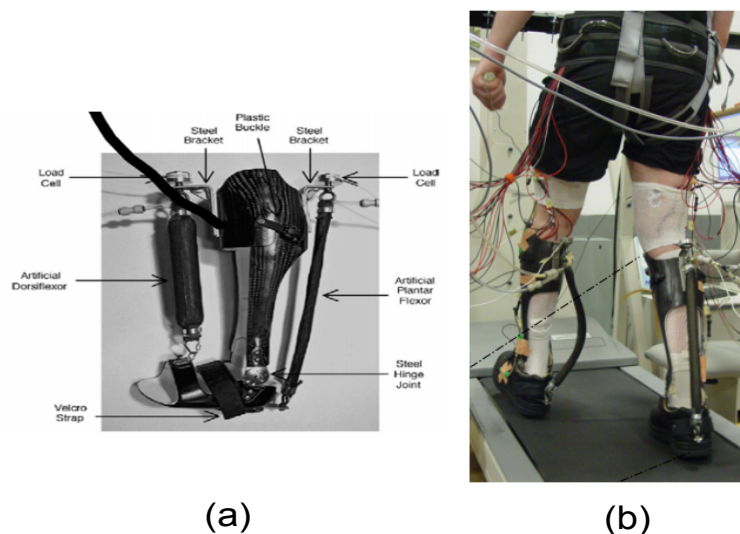 Plastic
Buckle
Steel
Bracket
Steel
Bracket
Load
Cell
Load
Cell
Artificial
Dorsiflexor
Artificial
Plantar
Flexor
Steel
Hinge
Joint
Velcro
Strap
(a)
(b)